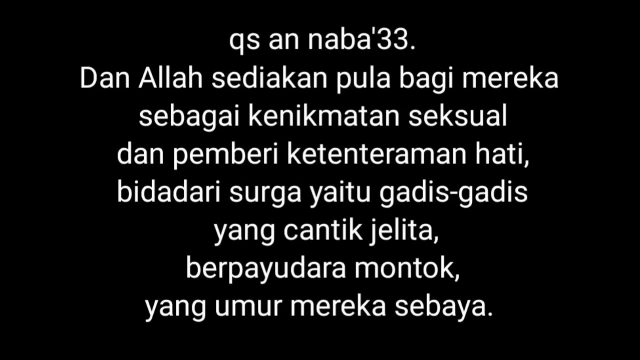 qs an naba'33.
Dan Allah sediakan pula bagi mereka
sebagai kenikmatan seksual
dan pemberi ketenteraman hati,
bidadari surga yaitu gadis-gadis
yang cantik jelita,
berpayudara montok,
yang umur mereka sebaya.